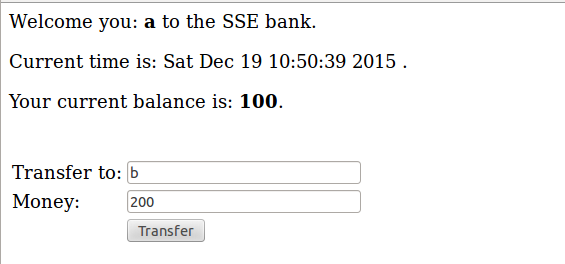 Welcome you: a to the SSE bank.
Current time is: Sat Dec 19 10:50:39 2015 .
Your current balance is: 100.
Transfer to: b
Money: 200
Transfer